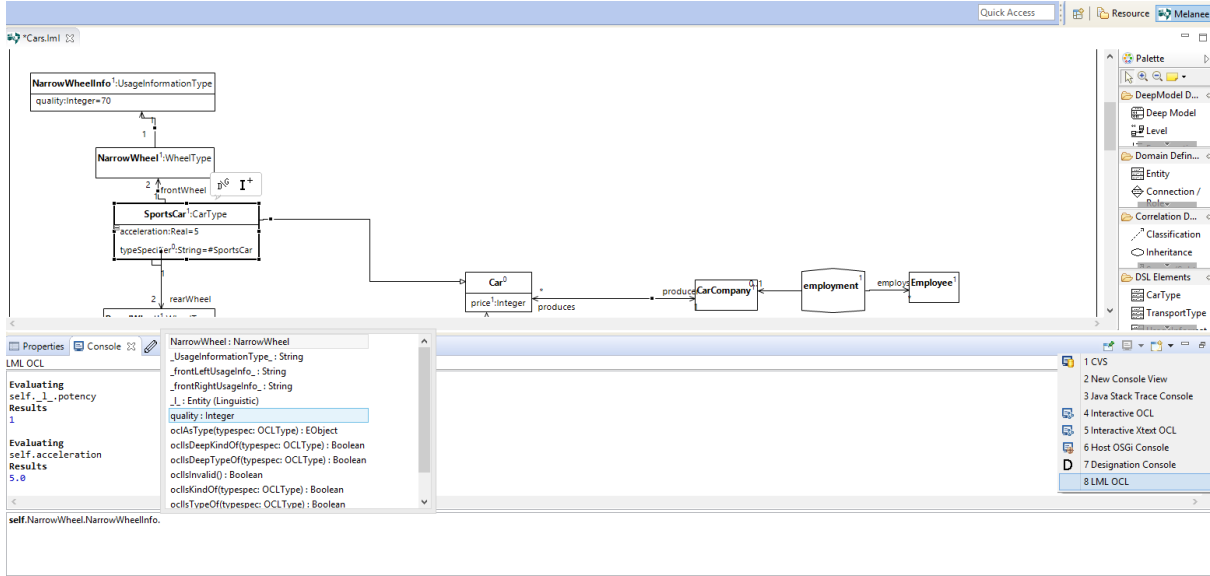 Quick Access
Resource
Melanee
*Cars.lml
NarrowWheelInfo1:UsageInformationType
quality:Integer=70
1
1
NarrowWheel1:WheelType
2
frontWheel
1
SportsCar1:CarType
acceleration:Real=5
typeSpecifier0:String=#SportsCar
1
2 rearWheel
Car0
price1:Integer
*
produces
produce
CarCompany
0
1
1
employment
1
employs
Employee1
Palette
DeepModel D...
Deep Model
Level
Domain Defin...
Entity
Connection /
Correlation D...
Classification
Inheritance
DSL Elements
CarType
TransportType
Properties
Console
LML OCL
Evaluating
self._l_.potency
Results
1
Evaluating
self.acceleration
Results
5.0
NarrowWheel : NarrowWheel
_UsageInformationType_ : String
_frontLeftUsageInfo_ : String
_frontRightUsageInfo_ : String
_l_ : Entity (Linguistic)
quality : Integer
oclAsType(typespec: OCLType) : EObject
oclIsDeepKindOf(typespec: OCLType) : Boolean
oclIsDeepTypeOf(typespec: OCLType) : Boolean
oclIsInvalid() : Boolean
oclIsKindOf(typespec: OCLType) : Boolean
oclIsTypeOf(typespec: OCLType) : Boolean
1 CVS
2 New Console View
3 Java Stack Trace Console
4 Interactive OCL
5 Interactive Xtext OCL
6 Host OSGi Console
D 7 Designation Console
8 LML OCL
self.NarrowWheel.NarrowWheelInfo.